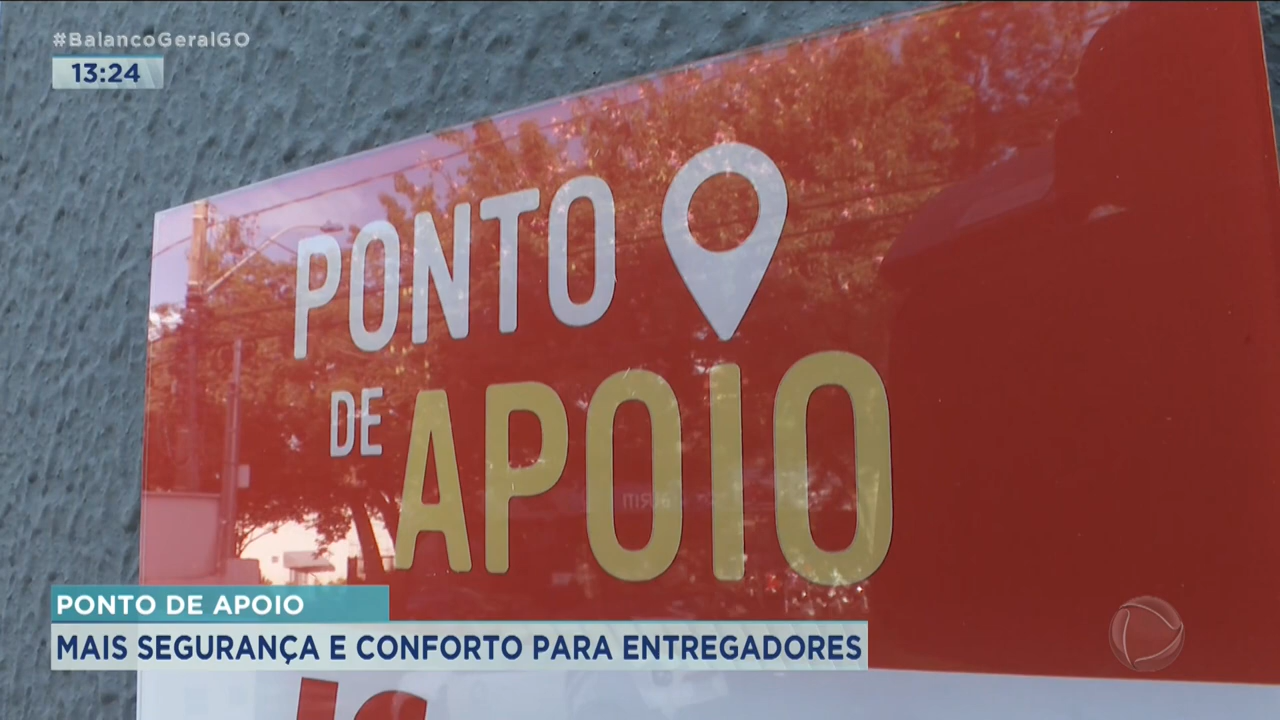 #BalancoGeralGO
13:24
PONTO
DE APOIO
PONTO DE APOIO
MAIS SEGURANÇA E CONFORTO PARA ENTREGADORES